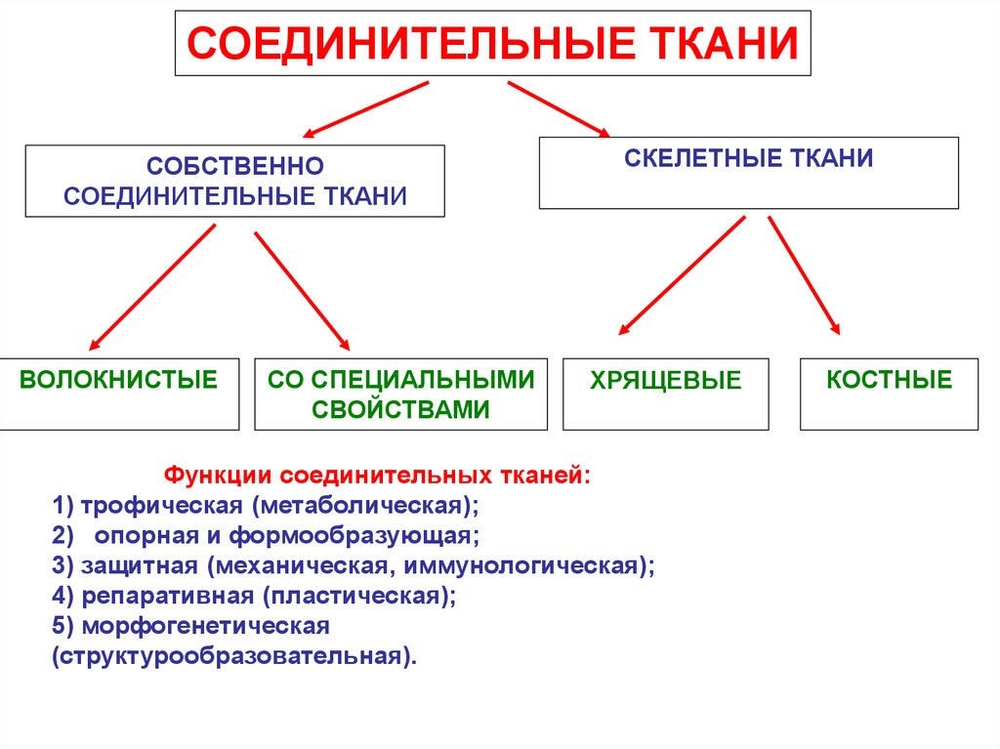 СОЕДИНИТЕЛЬНЫЕ ТКАНИ
СОБСТВЕННО
СОЕДИНИТЕЛЬНЫЕ ТКАНИ
СКЕЛЕТНЫЕ ТКАНИ
ВОЛОКНИСТЫЕ
СО СПЕЦИАЛЬНЫМИ
СВОЙСТВАМИ
ХРЯЩЕВЫЕ
КОСТНЫЕ
Функции соединительных тканей:
1) трофическая (метаболическая);
2) опорная и формообразующая;
3) защитная (механическая, иммунологическая);
4) репаративная (пластическая);
5) морфогенетическая
(структурообразовательная).